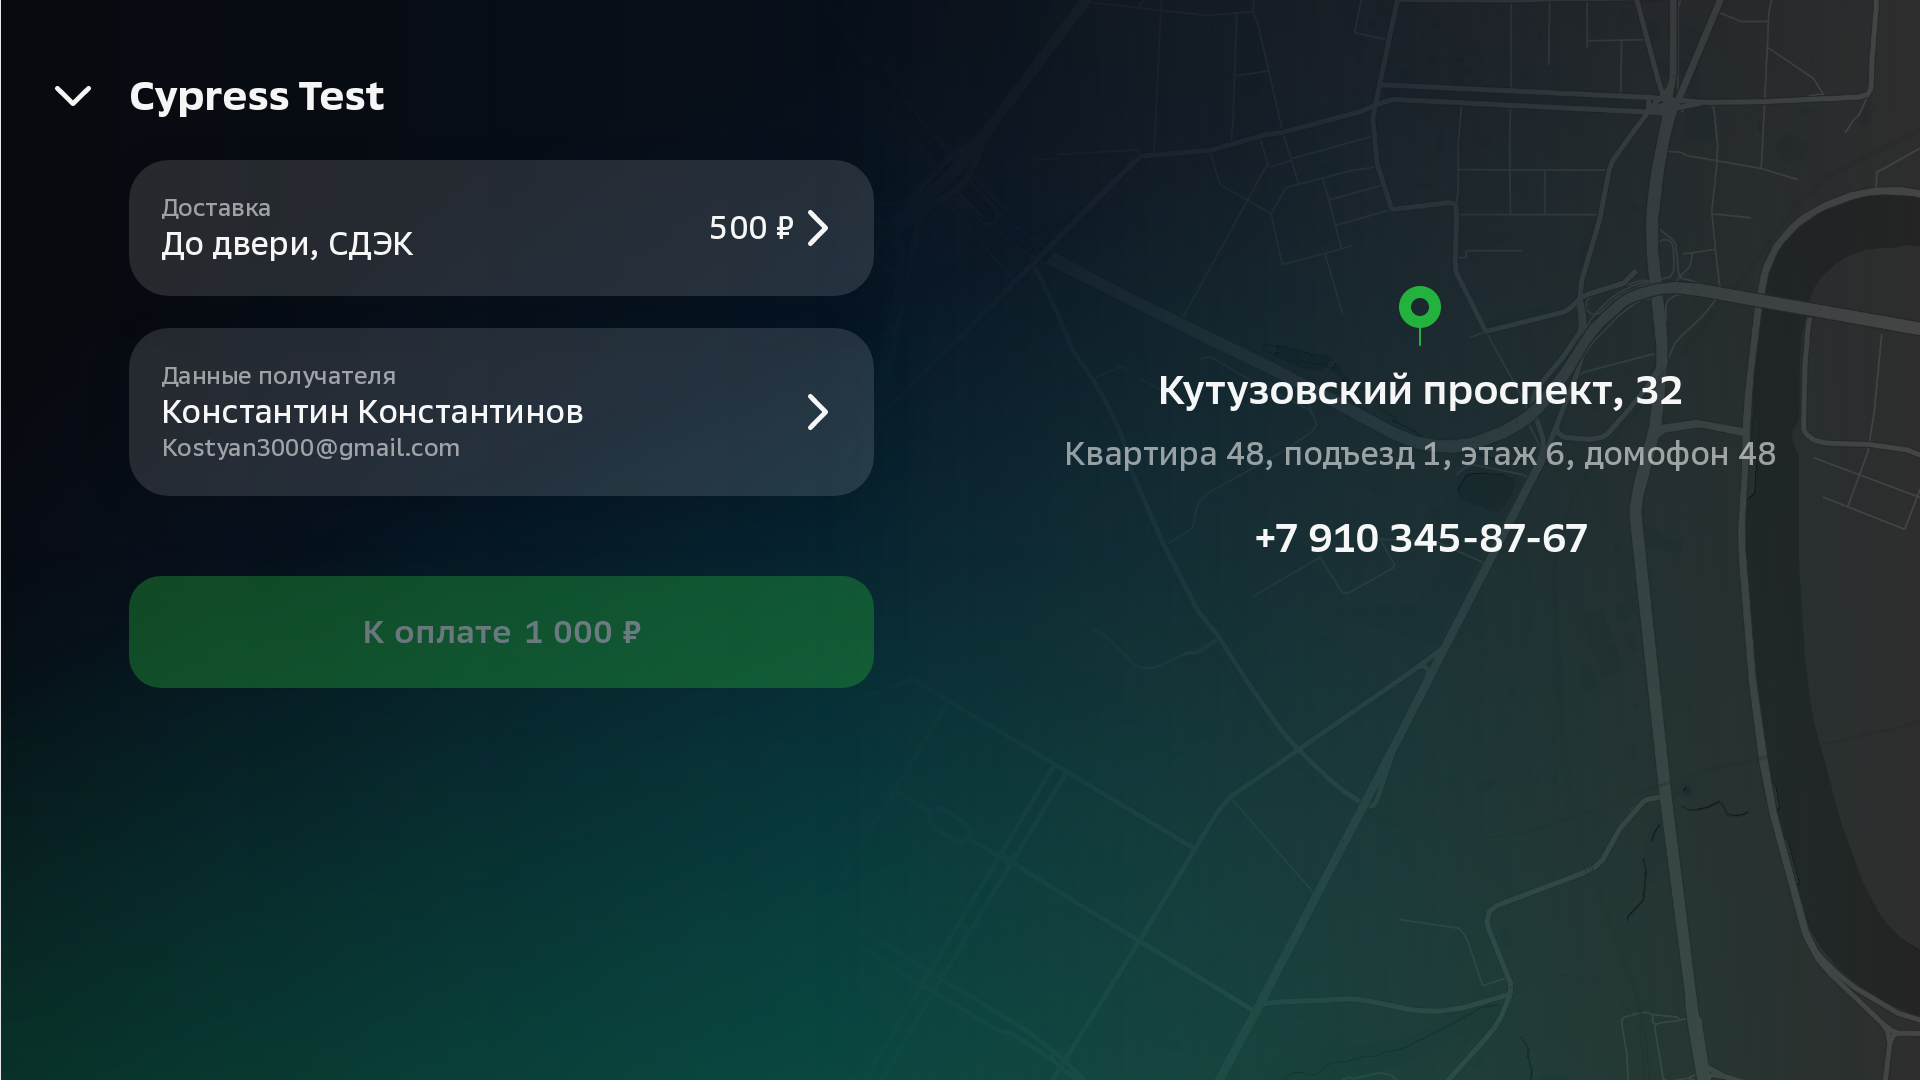 Cypress Test
Доставка
До двери, СДЭК
500 ₽
Данные получателя
Константин Константинов
Kostyan3000@gmail.com
К оплате 1 000 ₽
Кутузовский проспект, 32
Квартира 48, подъезд 1, этаж 6, домофон 48
+7 910 345-87-67